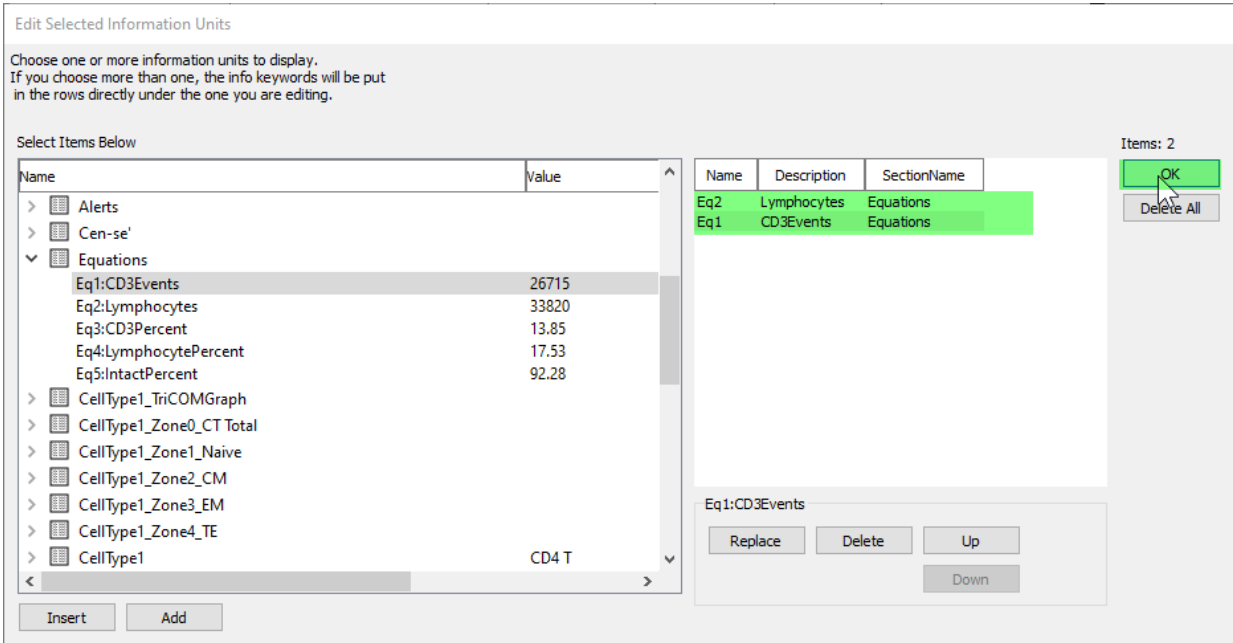 Edit Selected Information Units
Choose one or more information units to display.
If you choose more than one, the info keywords will be put
in the rows directly under the one you are editing.
Select Items Below
Items: 2
Name Value
Alerts
Cen-se'
Equations
Eq1:CD3Events 26715
Eq2:Lymphocytes 33820
Eq3:CD3Percent 13.85
Eq4:LymphocytePercent 17.53
Eq5:IntactPercent 92.28
CellType1_TriCOMGraph
CellType1_Zone0_CT Total
CellType1_Zone1_Naive
CellType1_Zone2_CM
CellType1_Zone3_EM
CellType1_Zone4_TE
CellType1 CD4 T
Insert Add
Name Description SectionName
Eq2 Lymphocytes Equations
Eq1 CD3Events Equations
Eq1:CD3Events
Replace Delete Up
Down
OK
Delete All